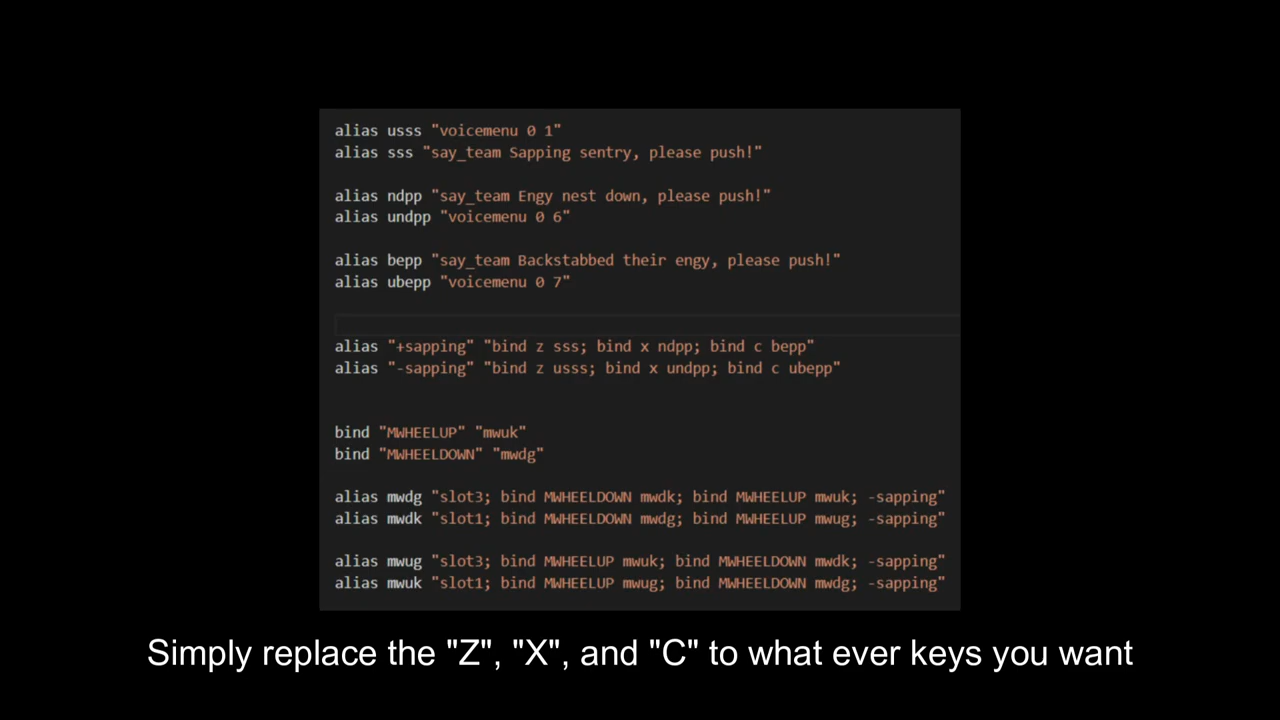 alias usss "voicemenu 0 1"
alias sss "say_team Sapping sentry, please push!"
alias ndpp "say_team Engy nest down, please push!"
alias undpp "voicemenu 0 6"
alias bepp "say_team Backstabbed their engy, please push!"
alias ubepp "voicemenu 0 7"
alias "+sapping" "bind z sss; bind x ndpp; bind c bepp"
alias "-sapping" "bind z usss; bind x undpp; bind c ubepp"
bind "MWHEELUP" "mwuk"
bind "MWHEELDOWN" "mwdg"
alias mwdg "slot3; bind MWHEELDOWN mwdk; bind MWHEELUP mwuk; -sapping"
alias mwdk "slot1; bind MWHEELDOWN mwdg; bind MWHEELUP mwug; -sapping"
alias mwug "slot3; bind MWHEELUP mwuk; bind MWHEELDOWN mwdk; -sapping"
alias mwuk "slot1; bind MWHEELUP mwug; bind MWHEELDOWN mwdg; -sapping"
Simply replace the "Z", "X", and "C" to what ever keys you want